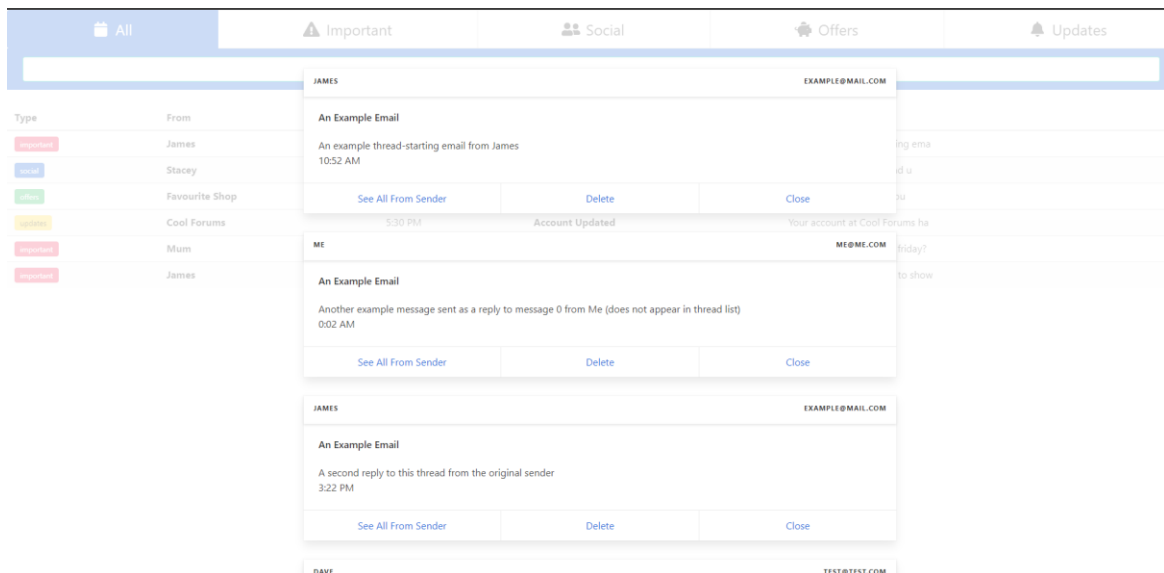 All
Important
Social
Offers
Updates
JAMES EXAMPLE@MAIL.COM
An Example Email
An example thread-starting email from James
10:52 AM
See All From Sender Delete Close
ME ME@ME.COM
An Example Email
Another example message sent as a reply to message 0 from Me (does not appear in thread list)
0:02 AM
See All From Sender Delete Close
JAMES EXAMPLE@MAIL.COM
An Example Email
A second reply to this thread from the original sender
3:22 PM
See All From Sender Delete Close
DAVE TEST@TEST.COM
Type From
important James ing ema
social Stacey d u
offers Favourite Shop ou
updates Cool Forums 5:30 PM Account Updated Your account at Cool Forums ha
important Mum friday?
important James to show